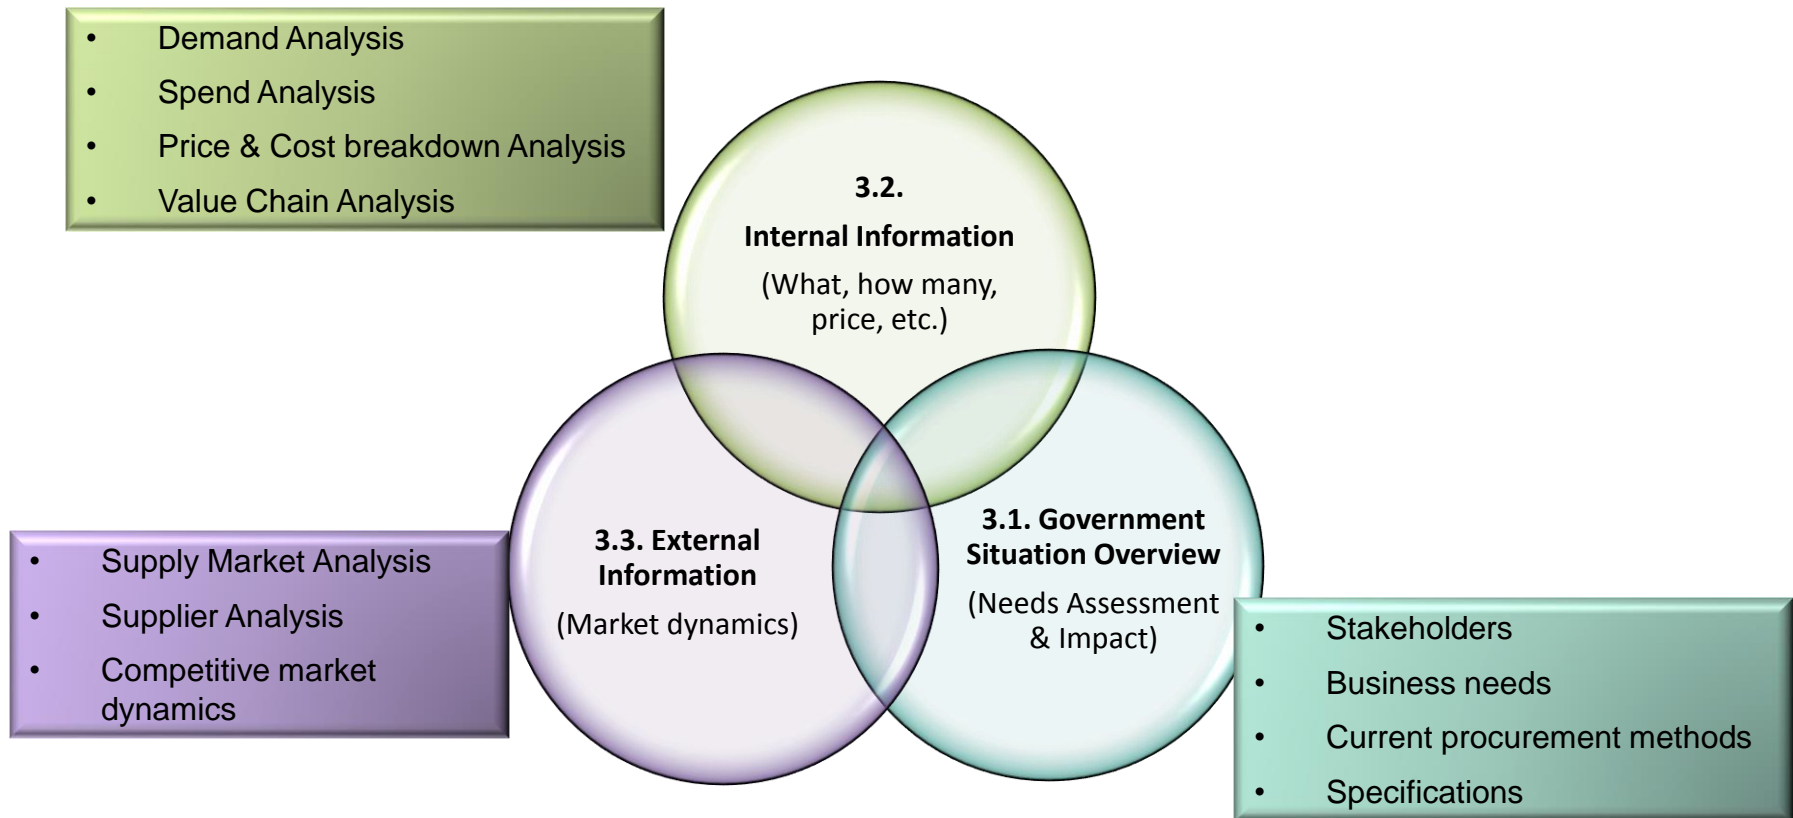 • Demand Analysis
• Spend Analysis
• Price & Cost breakdown Analysis
• Value Chain Analysis
3.2.
Internal Information
(What, how many,
price, etc.)
3.3. External
Information
(Market dynamics)
3.1. Government
Situation Overview
(Needs Assessment
& Impact)
• Supply Market Analysis
• Supplier Analysis
• Competitive market
dynamics
• Stakeholders
• Business needs
• Current procurement methods
• Specifications